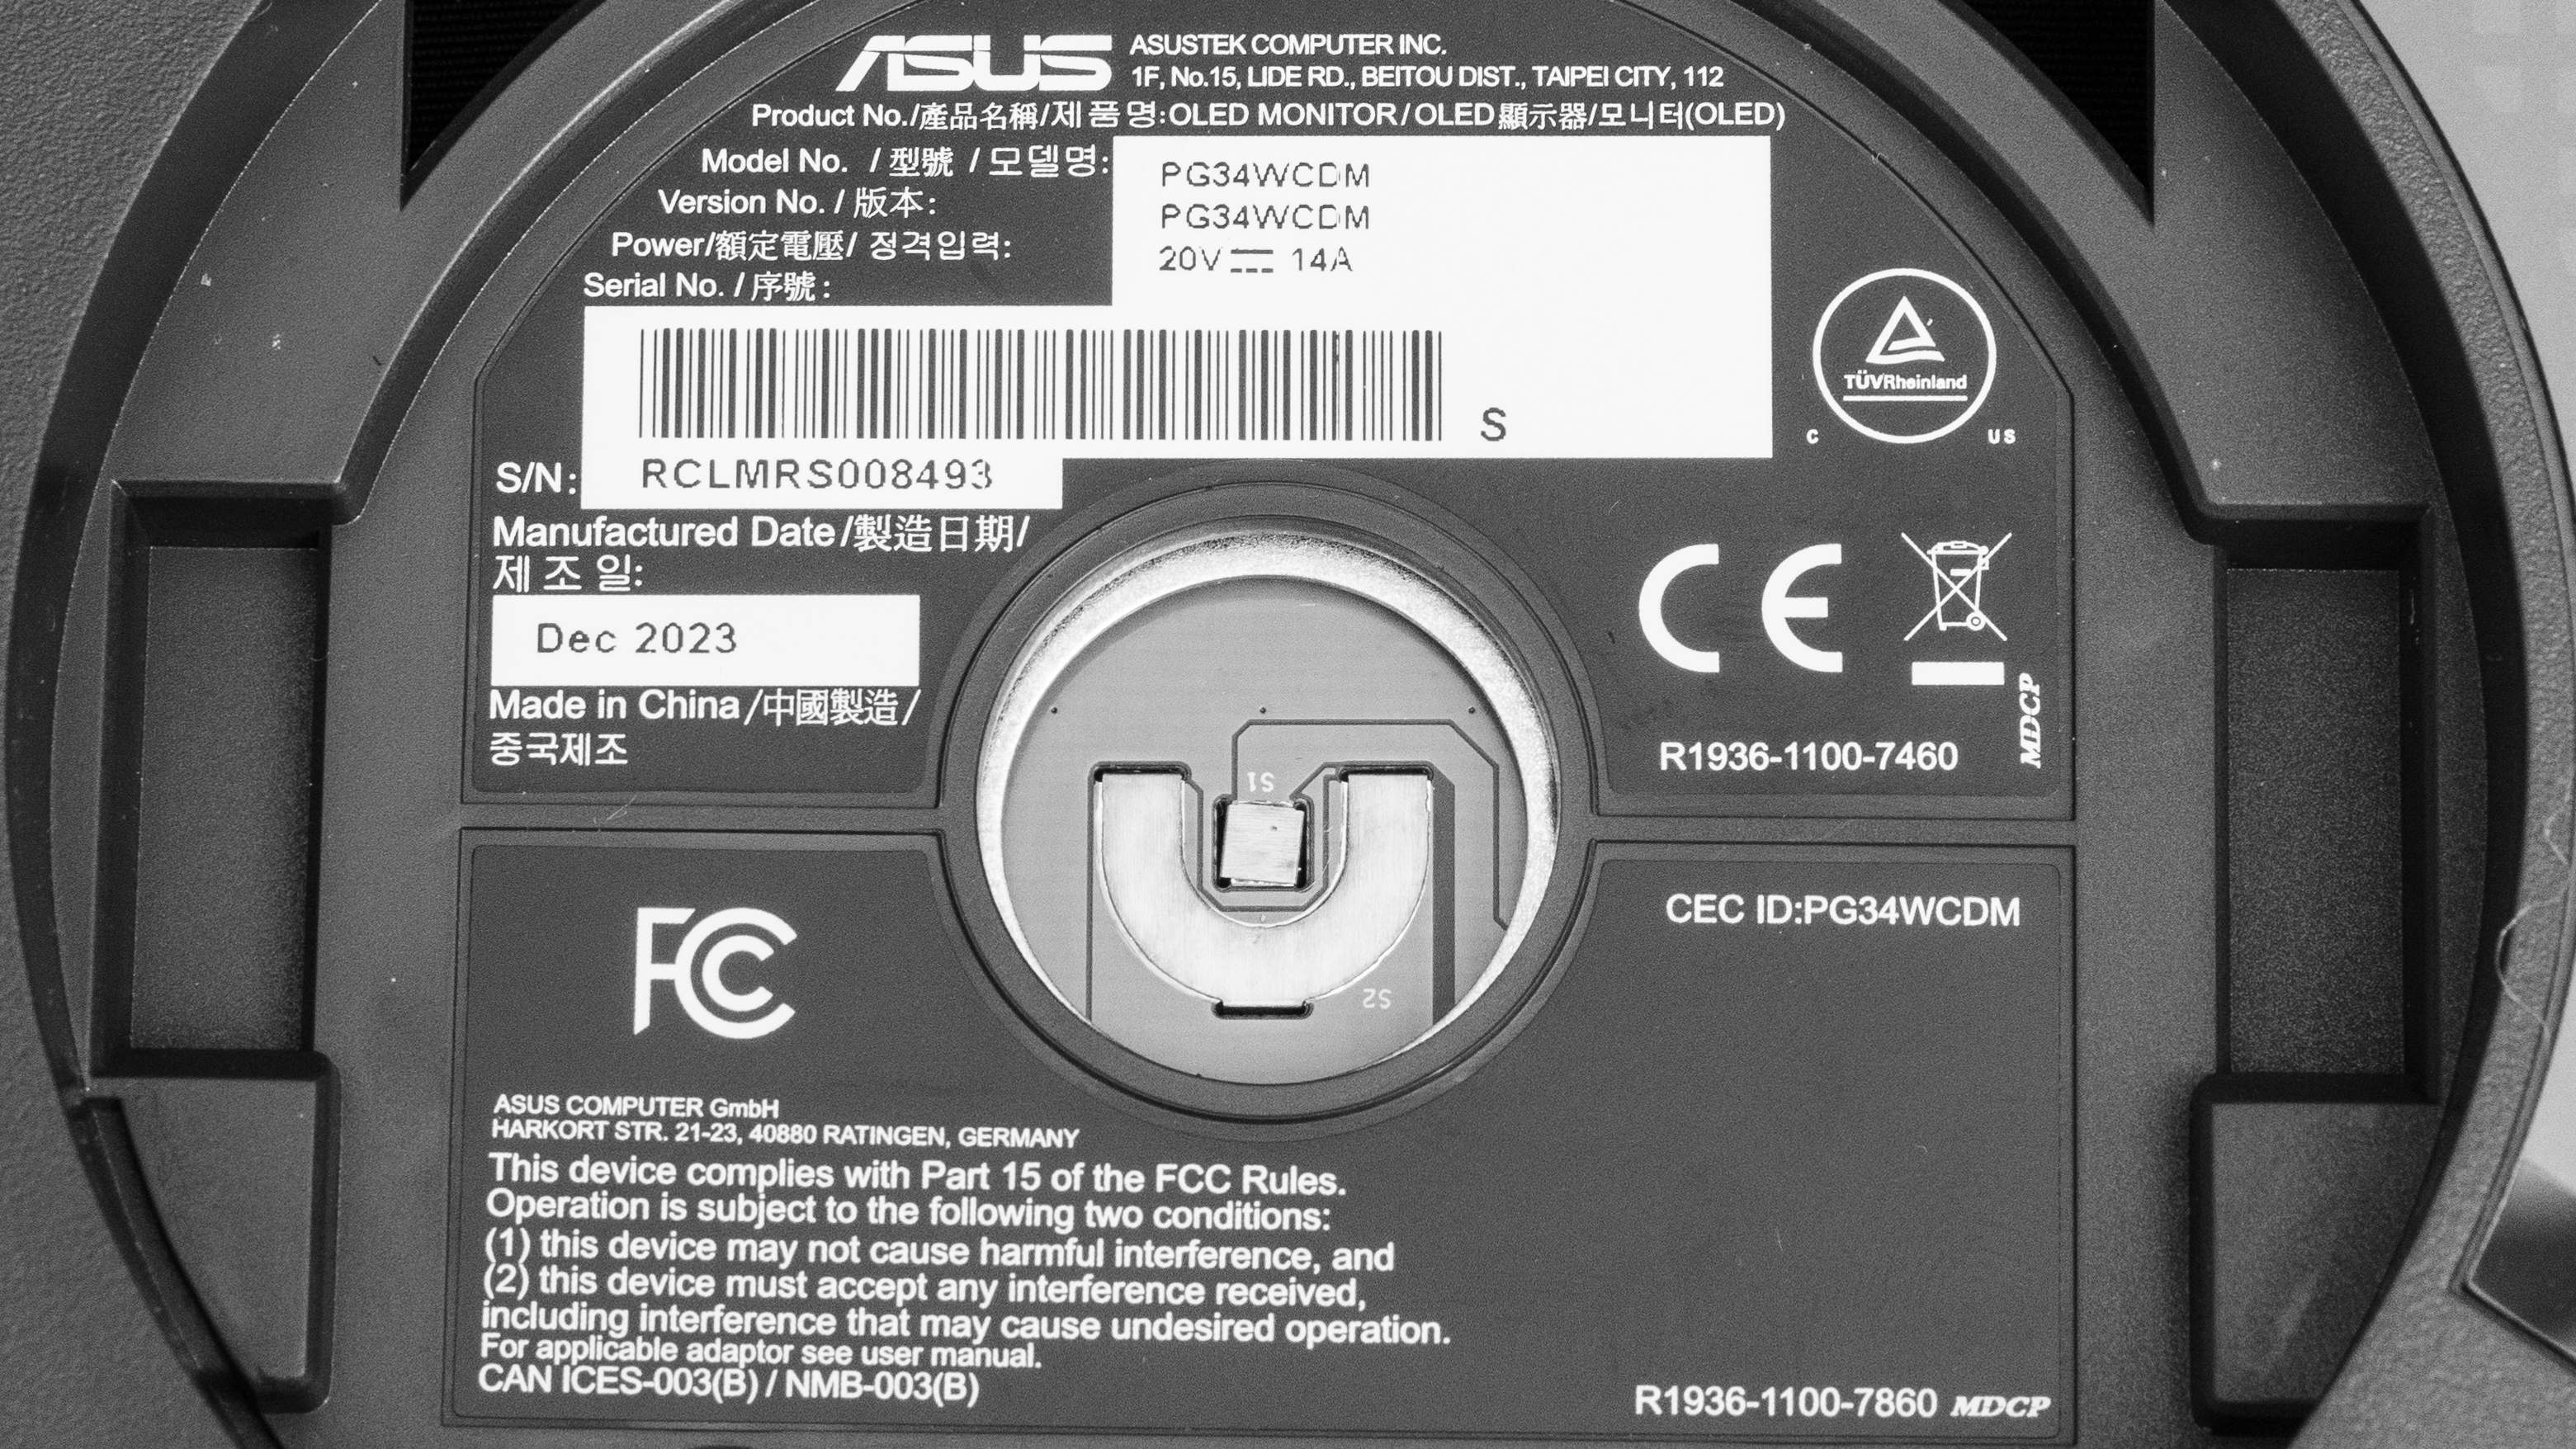 ASUS
ASUSTEK COMPUTER INC.
1F, No.15, LIDE RD., BEITOU DIST., TAIPEI CITY, 112
Product No./產品名稱/제품명:OLED MONITOR/OLED顯示器/모니터(OLED)
Model No. /型號 /모델명: PG34WCDM
Version No. /版本: PG34WCDM
Power/額定電壓/ 정격입력: 20V⎓ 14A
Serial No. /序號:
S
S/N: RCLMRS008493
TÜVRheinland
C US
Manufactured Date/製造日期/
제 조 일:
Dec 2023
Made in China/中國製造/
중국제조
CE
MDCP
R1936-1100-7460
S1
S2
FCC
CEC ID:PG34WCDM
ASUS COMPUTER GmbH
HARKORT STR. 21-23, 40880 RATINGEN, GERMANY
This device complies with Part 15 of the FCC Rules.
Operation is subject to the following two conditions:
(1) this device may not cause harmful interference, and
(2) this device must accept any interference received,
including interference that may cause undesired operation.
For applicable adaptor see user manual.
CAN ICES-003(B) / NMB-003(B)
R1936-1100-7860 MDCP